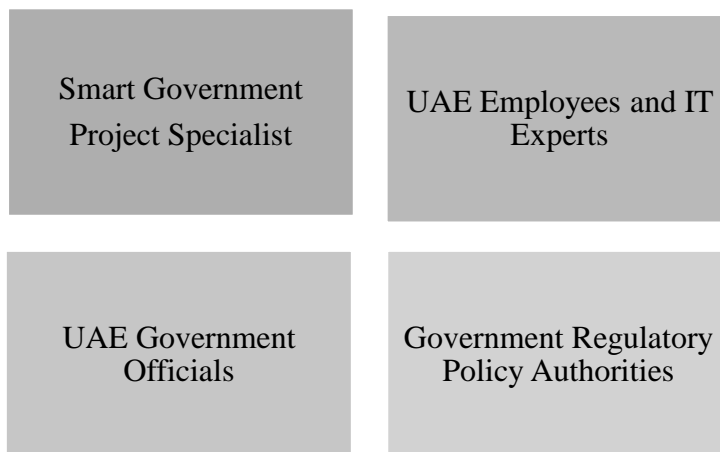 Smart Government
Project Specialist
UAE Employees and IT
Experts
UAE Government
Officials
Government Regulatory
Policy Authorities